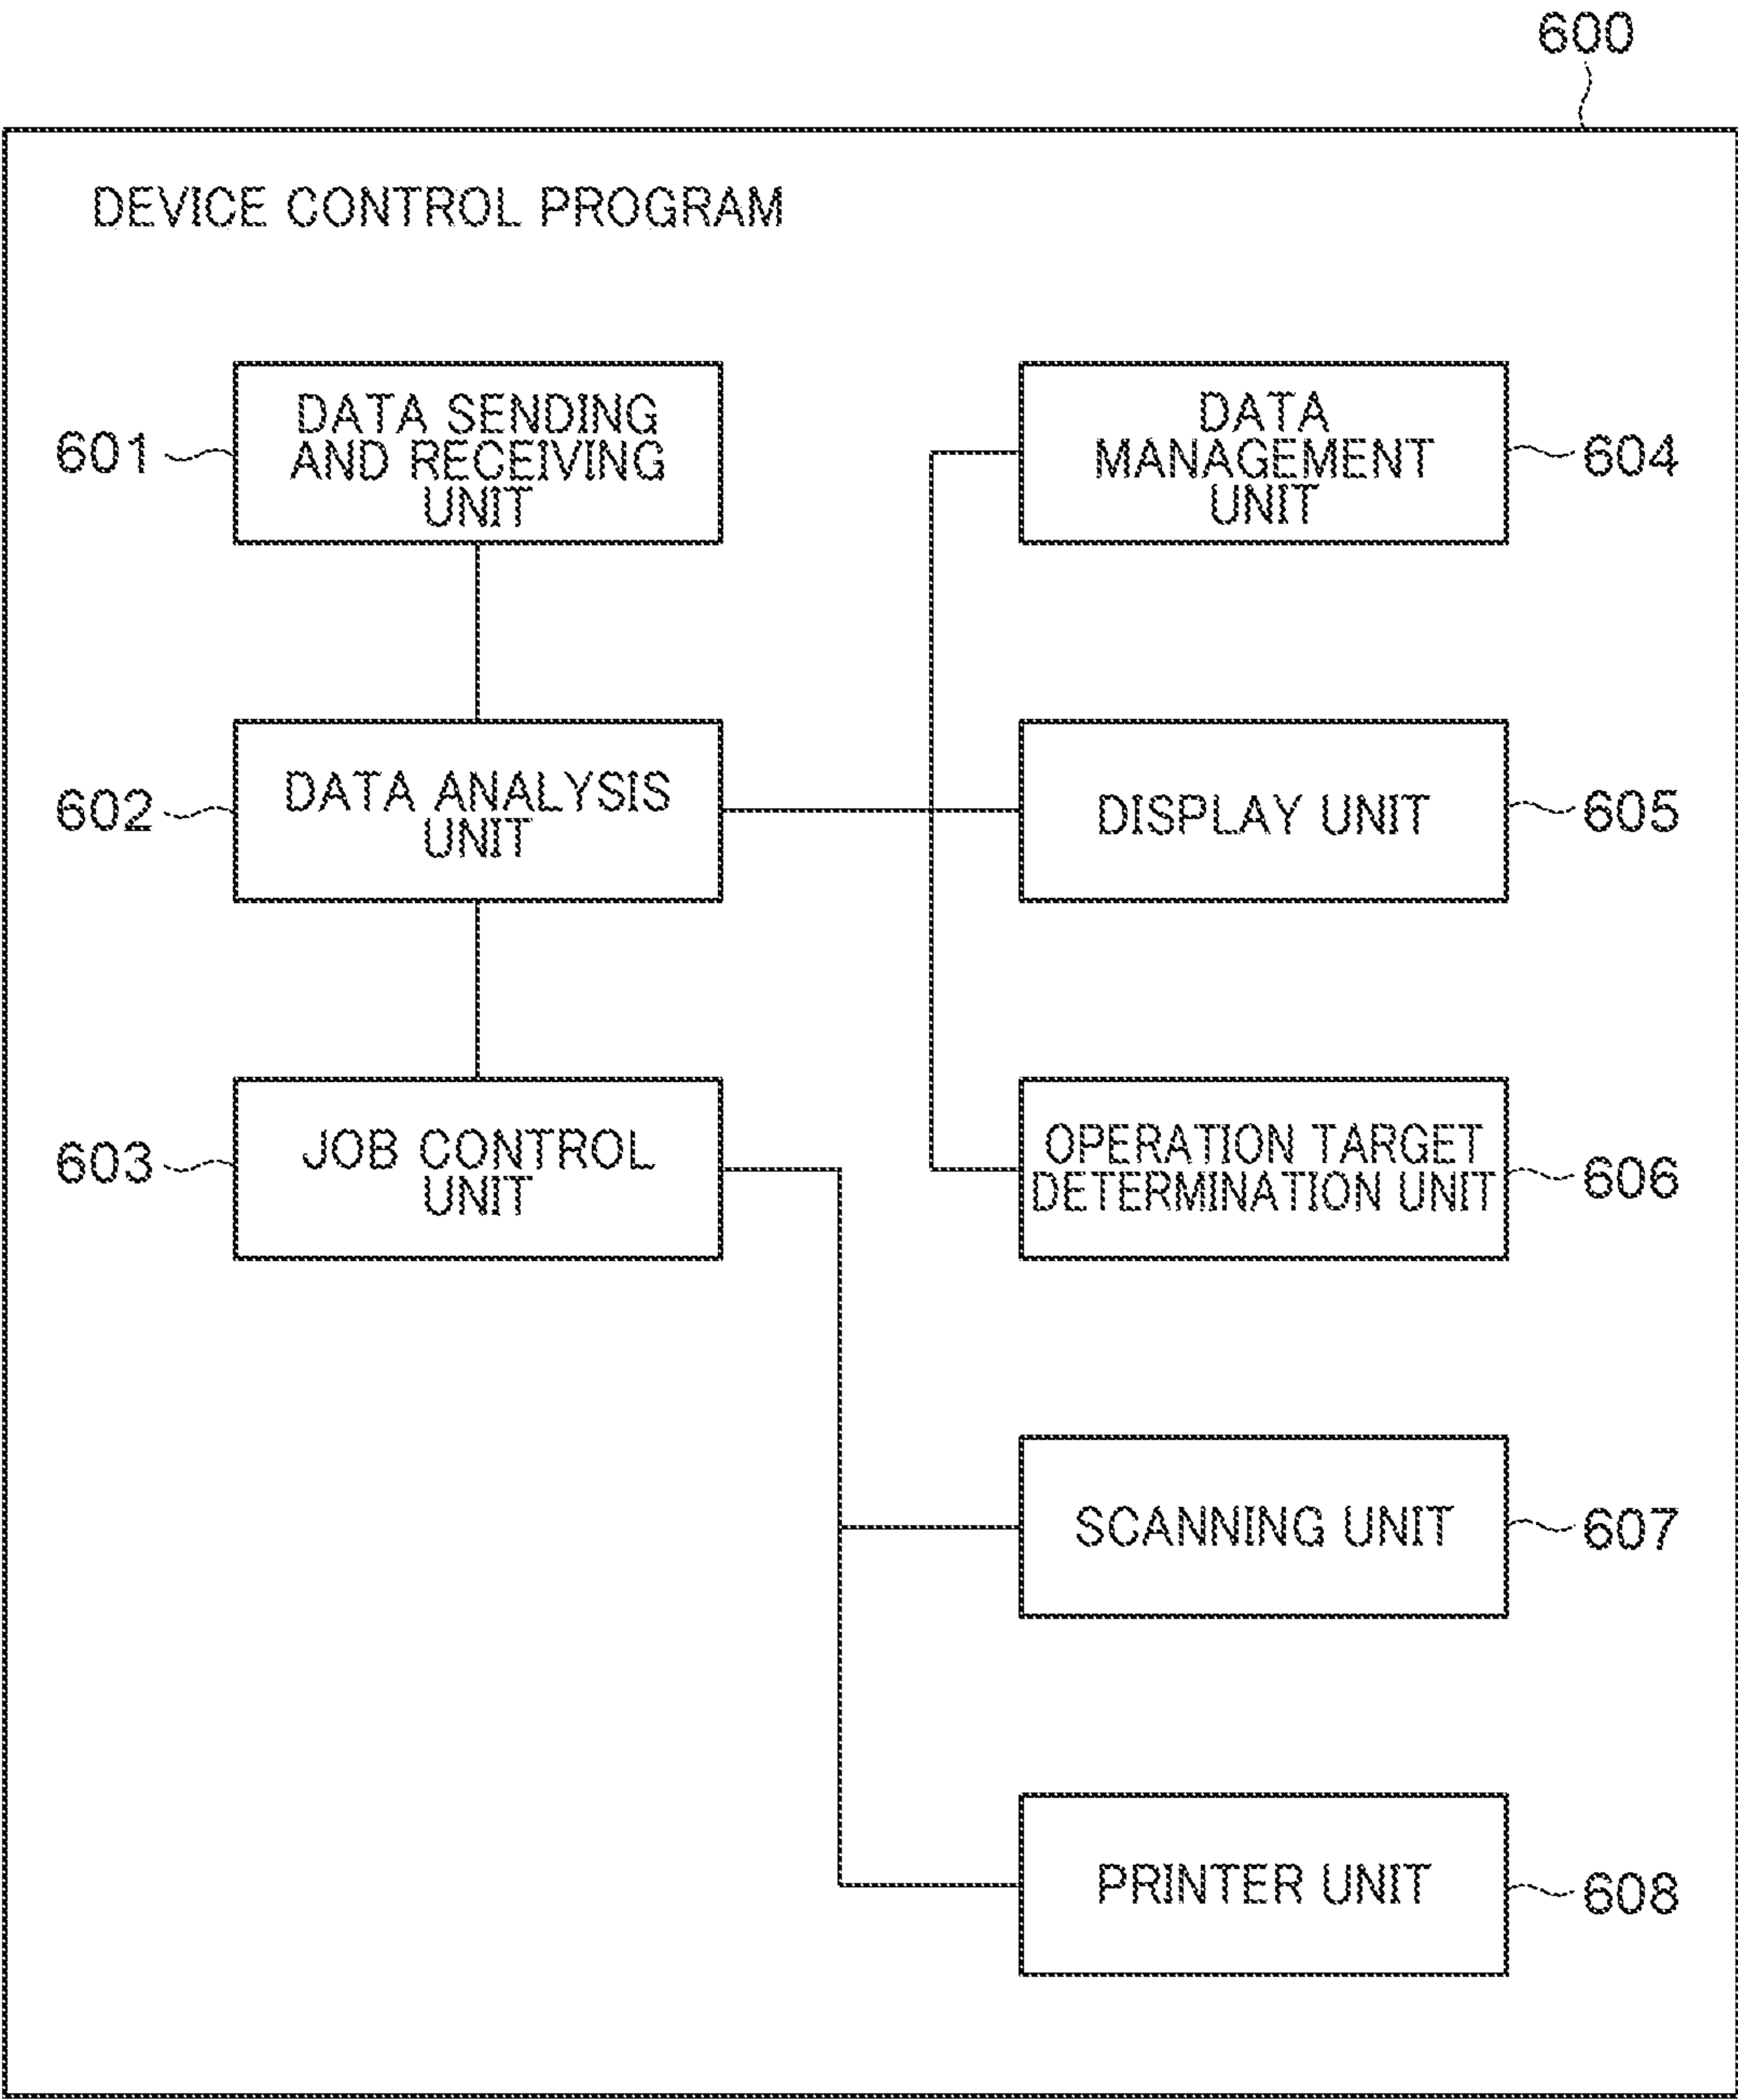 600
DEVICE CONTROL PROGRAM
601
DATA SENDING
AND RECEIVING
UNIT
DATA
MANAGEMENT
UNIT
604
602
DATA ANALYSIS
UNIT
DISPLAY UNIT
605
603
JOB CONTROL
UNIT
OPERATION TARGET
DETERMINATION UNIT
606
SCANNING UNIT
607
PRINTER UNIT
608